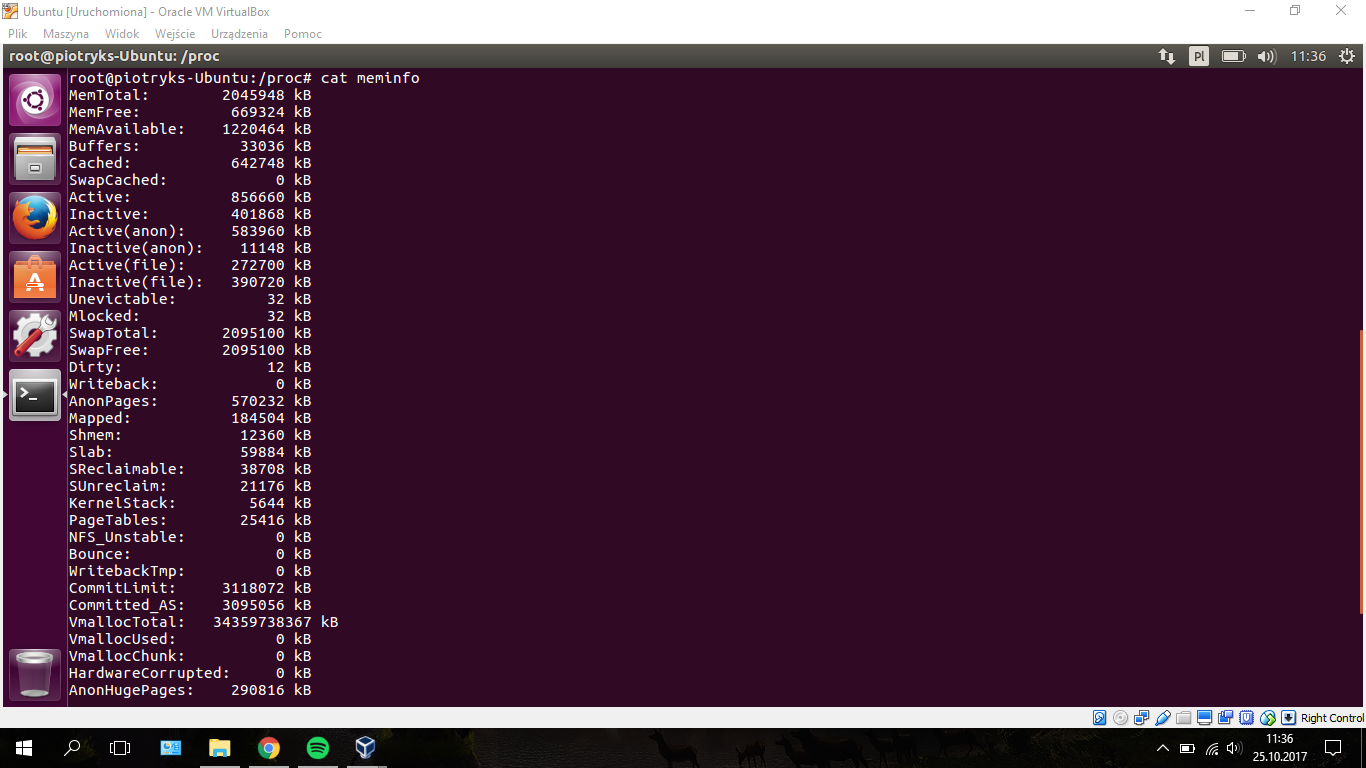 Ubuntu [Uruchomiona] - Oracle VM VirtualBox
Plik Maszyna Widok Wejście Urządzenia Pomoc
root@piotryks-Ubuntu: /proc Pl 11:36
root@piotryks-Ubuntu:/proc# cat meminfo
MemTotal: 2045948 kB
MemFree: 669324 kB
MemAvailable: 1220464 kB
Buffers: 33036 kB
Cached: 642748 kB
SwapCached: 0 kB
Active: 856660 kB
Inactive: 401868 kB
Active(anon): 583960 kB
Inactive(anon): 11148 kB
Active(file): 272700 kB
Inactive(file): 390720 kB
Unevictable: 32 kB
Mlocked: 32 kB
SwapTotal: 2095100 kB
SwapFree: 2095100 kB
Dirty: 12 kB
Writeback: 0 kB
AnonPages: 570232 kB
Mapped: 184504 kB
Shmem: 12360 kB
Slab: 59884 kB
SReclaimable: 38708 kB
SUnreclaim: 21176 kB
KernelStack: 5644 kB
PageTables: 25416 kB
NFS_Unstable: 0 kB
Bounce: 0 kB
WritebackTmp: 0 kB
CommitLimit: 3118072 kB
Committed_AS: 3095056 kB
VmallocTotal: 34359738367 kB
VmallocUsed: 0 kB
VmallocChunk: 0 kB
HardwareCorrupted: 0 kB
AnonHugePages: 290816 kB
Right Control
11:36
25.10.2017